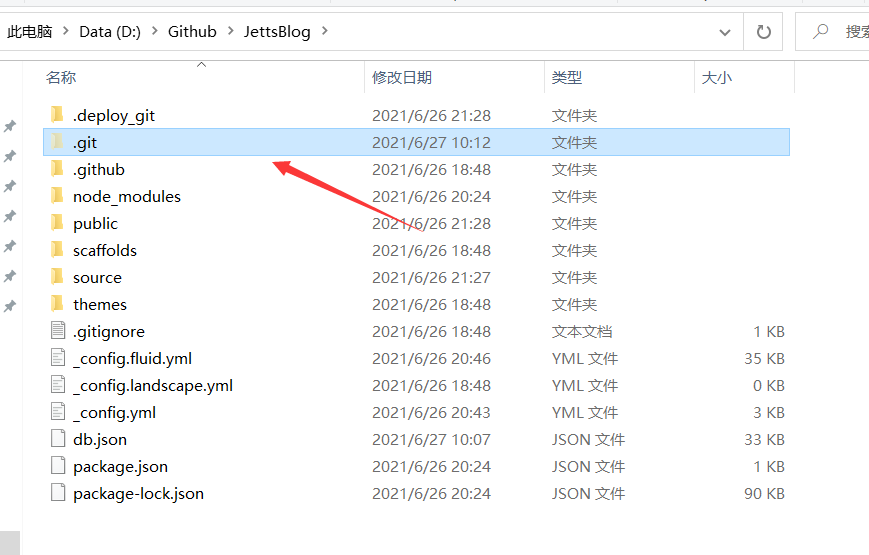 此电脑 > Data (D:) > Github > JettsBlog > 搜索
名称 修改日期 类型 大小
.deploy_git 2021/6/26 21:28 文件夹
.git 2021/6/27 10:12 文件夹
.github 2021/6/26 18:48 文件夹
node_modules 2021/6/26 20:24 文件夹
public 2021/6/26 21:28 文件夹
scaffolds 2021/6/26 18:48 文件夹
source 2021/6/26 21:27 文件夹
themes 2021/6/26 18:48 文件夹
.gitignore 2021/6/26 18:48 文本文档 1 KB
_config.fluid.yml 2021/6/26 20:46 YML 文件 35 KB
_config.landscape.yml 2021/6/26 18:48 YML 文件 0 KB
_config.yml 2021/6/26 20:43 YML 文件 3 KB
db.json 2021/6/27 10:07 JSON 文件 33 KB
package.json 2021/6/26 20:24 JSON 文件 1 KB
package-lock.json 2021/6/26 20:24 JSON 文件 90 KB